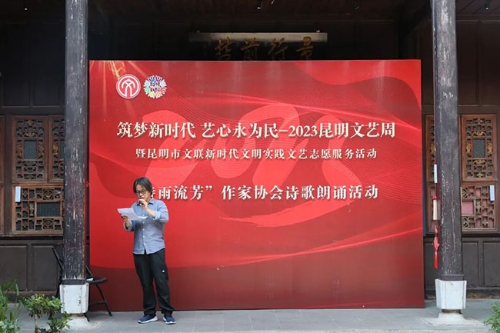 筑梦新时代 艺心永为民-2023昆明文艺周
暨昆明市文联新时代文明实践文艺志愿服务活动
雨流芳”作家协会诗歌朗诵活动